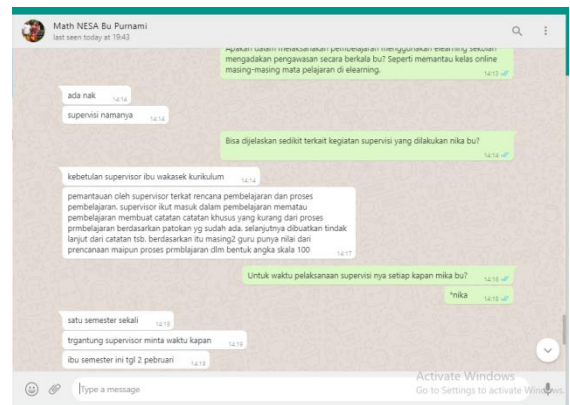 Math NESA Bu Purnami
last seen today at 19:43
Apakah dalam melaksanakan pembelajaran menggunakan elearning sekolah
mengadakan pengawasan secara berkala bu? Seperti memantau kelas online
masing-masing mata pelajaran di elearning.
14:13
ada nak
14:14
supervisi namanya
14:14
Bisa dijelaskan sedikit terkait kegiatan supervisi yang dilakukan nika bu?
14:14
kebetulan supervisor ibu wakasek kurikulum
14:14
pemantauan oleh supervisor terkat rencana pembelajaran dan proses
pembelajaran. supervisor ikut masuk dalam pembelajaran mematau
pembelajaran membuat catatan catatan khusus yang kurang dari proses
prmbelajaran berdasarkan patokan yg sudah ada. selanjutnya dibuatkan tindak
lanjut dari catatan tsb. berdasarkan itu masing2 guru punya nilai dari
prencanaan maipun proses prmblajaran dlm bentuk angka skala 100
14:17
Untuk waktu pelaksanaan supervisi nya setiap kapan mika bu?
14:18
*nika
14:18
satu semester sekali
14:18
trgantung supervisor minta waktu kapan
14:19
ibu semester ini tgl 2 pebruari
14:19
Type a message
Activate Windows
Go to Settings to activate Windows.